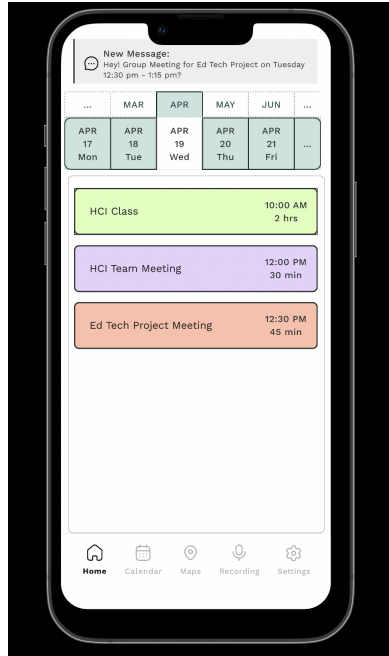 New Message:
Hey! Group Meeting for Ed Tech Project on Tuesday
12:30 pm - 1:15 pm?
... MAR APR MAY JUN ...
APR APR APR APR APR
17 18 19 20 21 ...
Mon Tue Wed Thu Fri
HCI Class 10:00 AM
2 hrs
HCI Team Meeting 12:00 PM
30 min
Ed Tech Project Meeting 12:30 PM
45 min
Home Calendar Maps Recording Settings